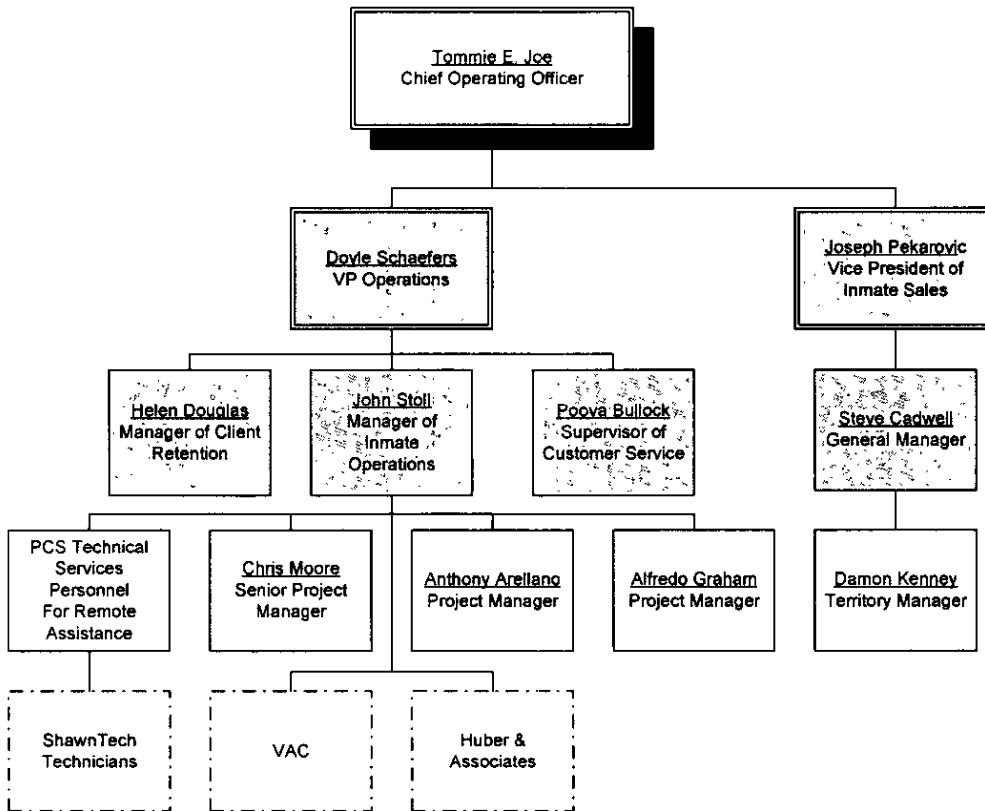 Tommie E. Joe
Chief Operating Officer
Doyle Schaefers
VP Operations
Joseph Pekarovic
Vice President of
Inmate Sales
Helen Douglas
Manager of Client
Retention
John Stoll
Manager of
Inmate
Operations
Poova Bullock
Supervisor of
Customer Service
Steve Cadwell
General Manager
PCS Technical
Services
Personnel
For Remote
Assistance
Chris Moore
Senior Project
Manager
Anthony Arellano
Project Manager
Alfredo Graham
Project Manager
Damon Kenney
Territory Manager
ShawnTech
Technicians
VAC
Huber &
Associates